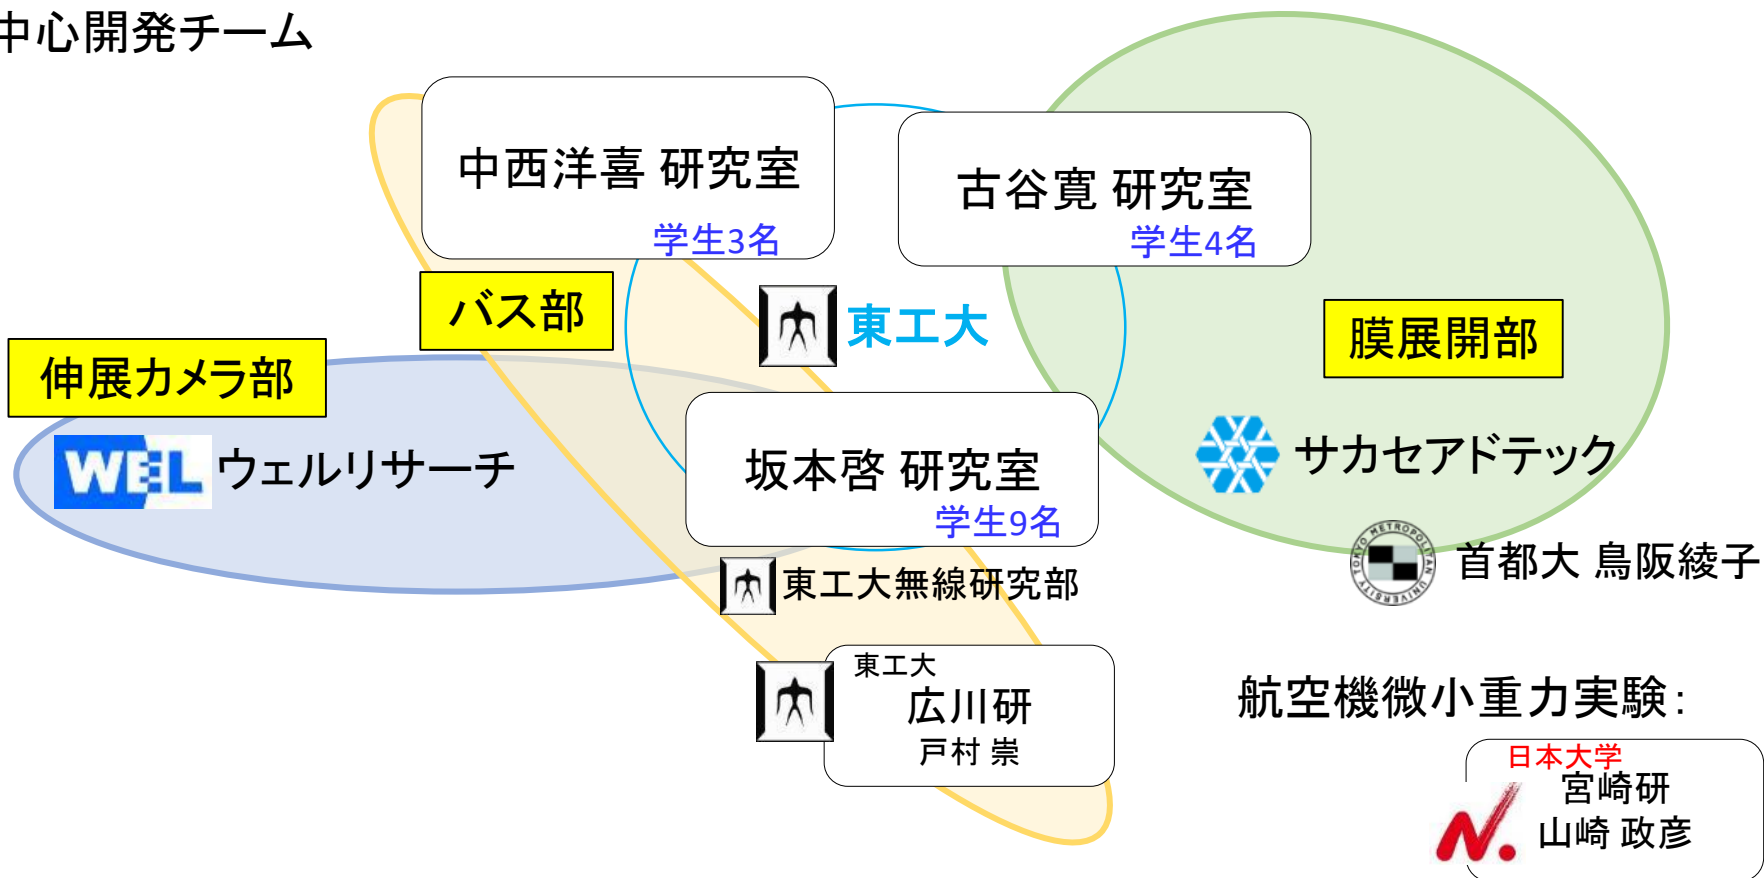 中心開発チーム
中西洋喜 研究室
学生3名
古谷寛 研究室
学生4名
バス部
東工大
膜展開部
伸展カメラ部
WEL ウェルリサーチ
坂本啓 研究室
学生9名
サカセアドテック
東工大無線研究部
TOKYO METROPOLITAN UNIVERSITY
首都大 鳥阪綾子
東工大
広川研
戸村 崇
航空機微小重力実験：
日本大学
宮崎研
山崎 政彦
N.